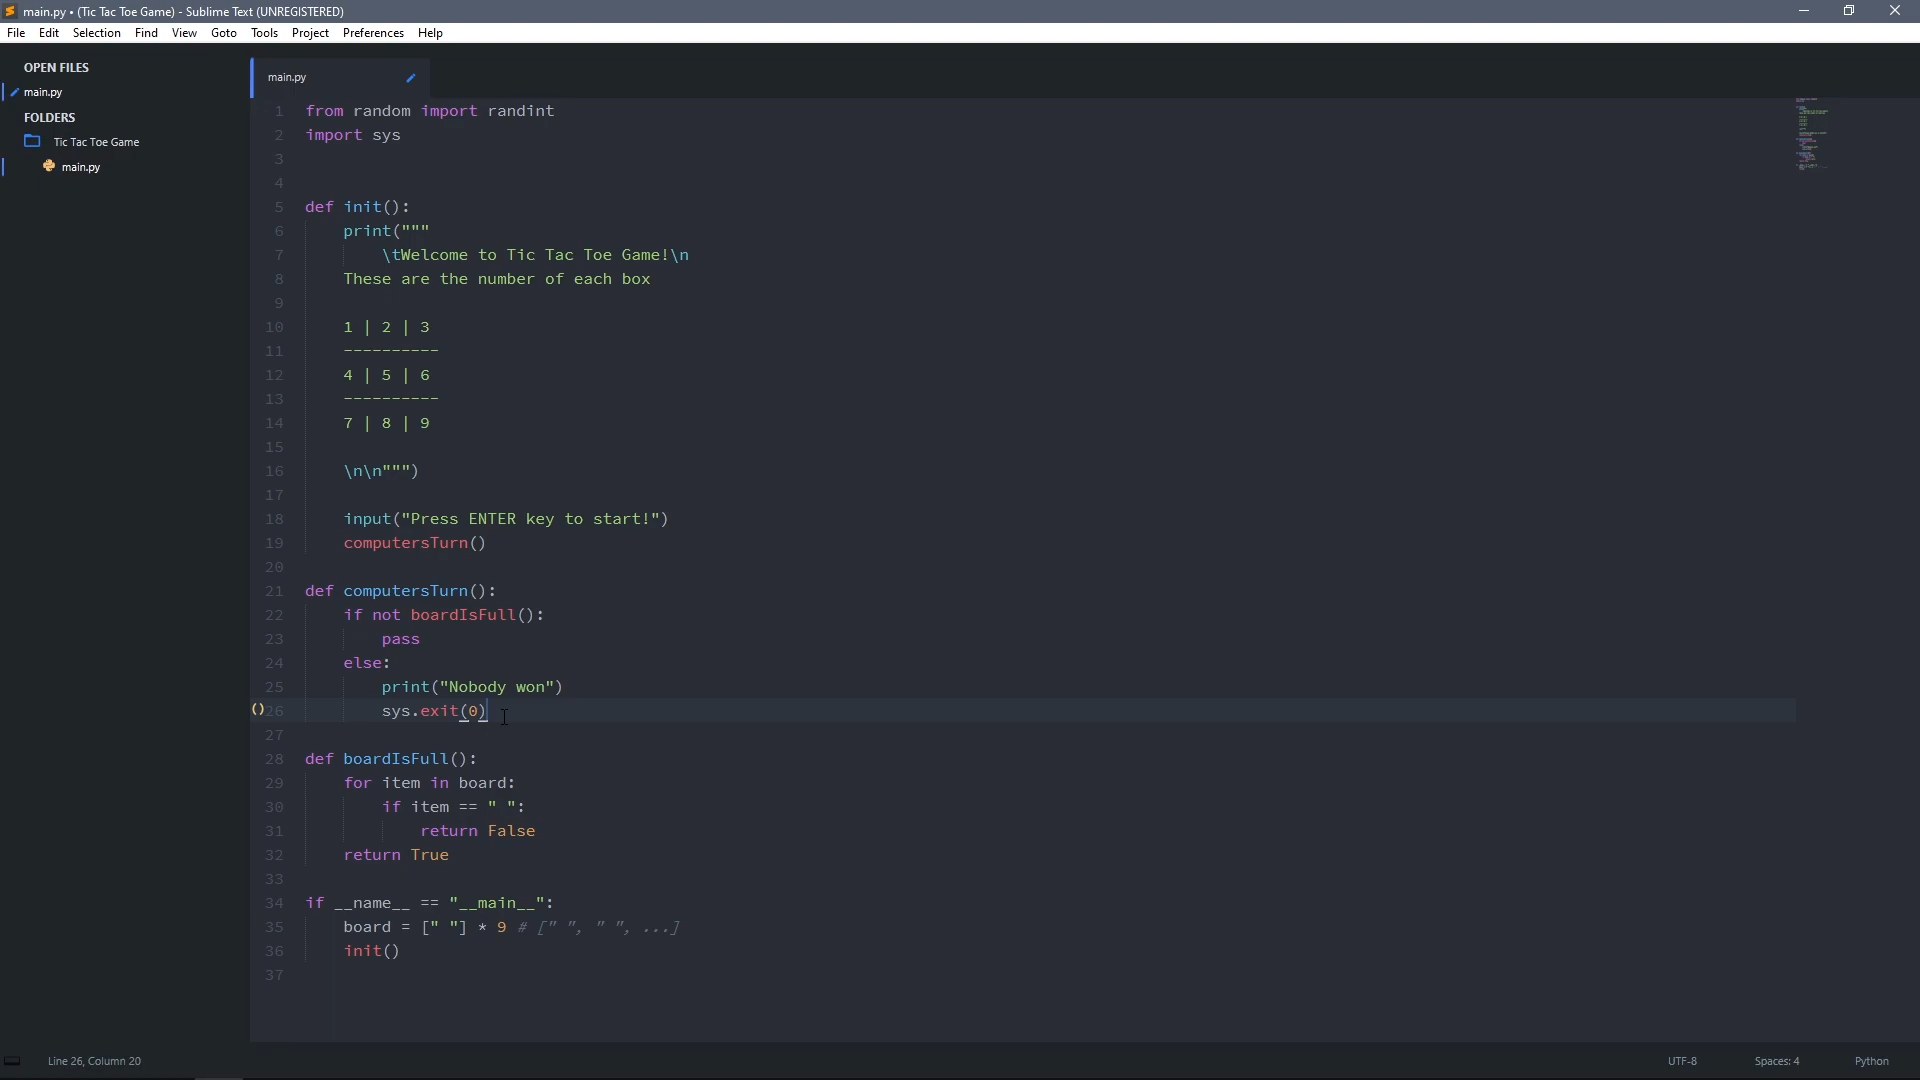 main.py • (Tic Tac Toe Game) - Sublime Text (UNREGISTERED)
File Edit Selection Find View Goto Tools Project Preferences Help
OPEN FILES
main.py
FOLDERS
Tic Tac Toe Game
main.py
main.py
1 from random import randint
2 import sys
3
4
5 def init():
6     print("""
7         \tWelcome to Tic Tac Toe Game!\n
8     These are the number of each box
9
10     1 | 2 | 3
11     ----------
12     4 | 5 | 6
13     ----------
14     7 | 8 | 9
15
16     \n\n""")
17
18     input("Press ENTER key to start!")
19     computersTurn()
20
21 def computersTurn():
22     if not boardIsFull():
23         pass
24     else:
25         print("Nobody won")
()26         sys.exit(0)
27
28 def boardIsFull():
29     for item in board:
30         if item == " ":
31             return False
32     return True
33
34 if __name__ == "__main__":
35     board = [" "] * 9 # [" ", " ", ...]
36     init()
37
Line 26, Column 20
UTF-8
Spaces: 4
Python